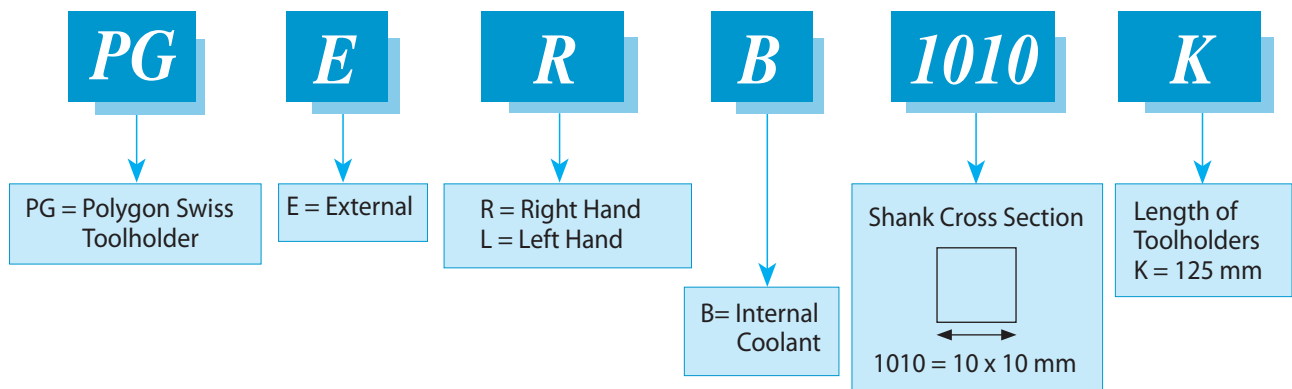 PG E R B 1010 K
PG = Polygon Swiss
Toolholder
E = External
R = Right Hand
L = Left Hand
B= Internal
Coolant
Shank Cross Section
1010 = 10 x 10 mm
Length of
Toolholders
K = 125 mm